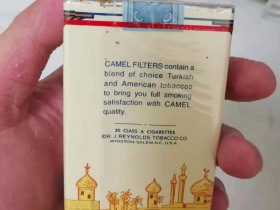 CAMEL FILTERS contain a
blend of choice Turkish
and American tobaccos
to bring you full smoking
satisfaction with CAMEL
quality.
20 CLASS A CIGARETTES
©R. J. REYNOLDS TOBACCO CO
WINSTON-SALEM, N.C. U.S.A.